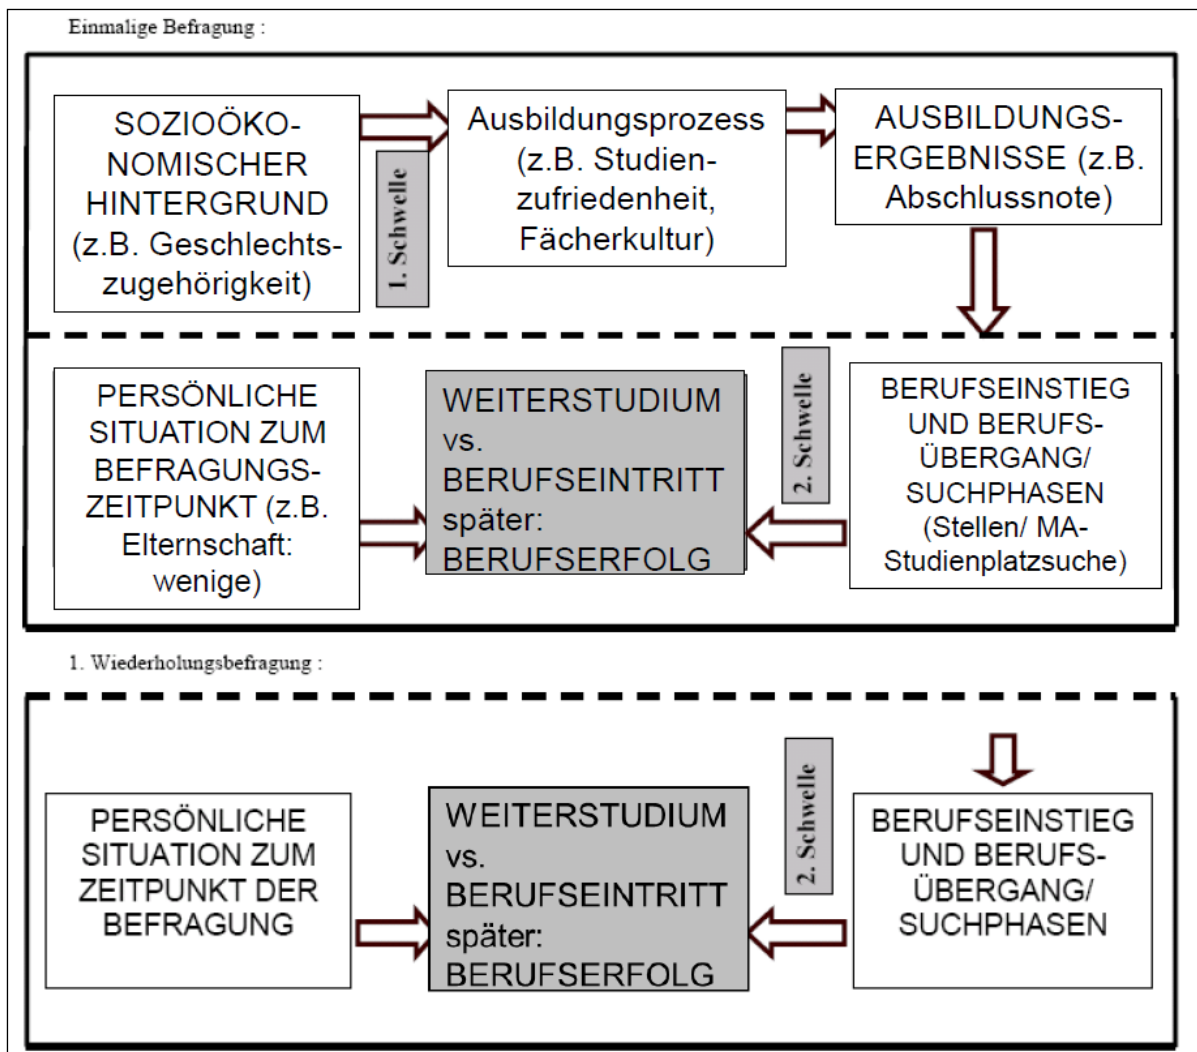 Einmalige Befragung :
SOZIOÖKO-
NOMISCHER
HINTERGRUND
(z.B. Geschlechts-
zugehörigkeit)
1. Schwelle
Ausbildungsprozess
(z.B. Studien-
zufriedenheit,
Fächerkultur)
AUSBILDUNGS-
ERGEBNISSE (z.B.
Abschlussnote)
PERSÖNLICHE
SITUATION ZUM
BEFRAGUNGS-
ZEITPUNKT (z.B.
Elternschaft:
wenige)
WEITERSTUDIUM
vs.
BERUFSEINTRITT
später:
BERUFSERFOLG
2. Schwelle
BERUFSEINSTIEG
UND BERUFS-
ÜBERGANG/
SUCHPHASEN
(Stellen/ MA-
Studienplatzsuche)
1. Wiederholungsbefragung :
PERSÖNLICHE
SITUATION ZUM
ZEITPUNKT DER
BEFRAGUNG
WEITERSTUDIUM
vs.
BERUFSEINTRITT
später:
BERUFSERFOLG
2. Schwelle
BERUFSEINSTIEG
UND BERUFS-
ÜBERGANG/
SUCHPHASEN